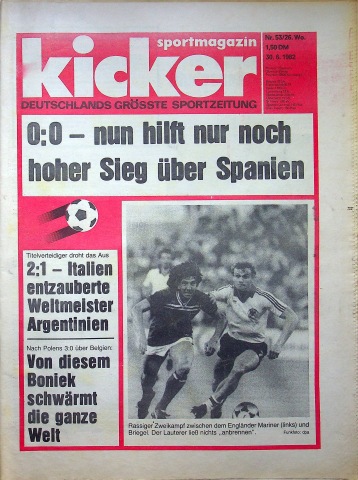 sportmagazin
kicker
DEUTSCHLANDS GRÖSSTE SPORTZEITUNG
Nr. 53/26. Wo.
1,90 DM
30. 6. 1982
0:0 – nun hilft nur noch
hoher Sieg über Spanien
Titelverteidiger droht das Aus
2:1 – Italien
entzauberte
Weltmeister
Argentinien
Nach Polens 3:0 über Belgien:
Von diesem
Boniek
schwärmt
die ganze
Welt
Rassiger Zweikampf zwischen dem Engländer Mariner (links) und
Briegel. Der Lauterer ließ nichts „anbrennen“.
Funkfoto: dpa